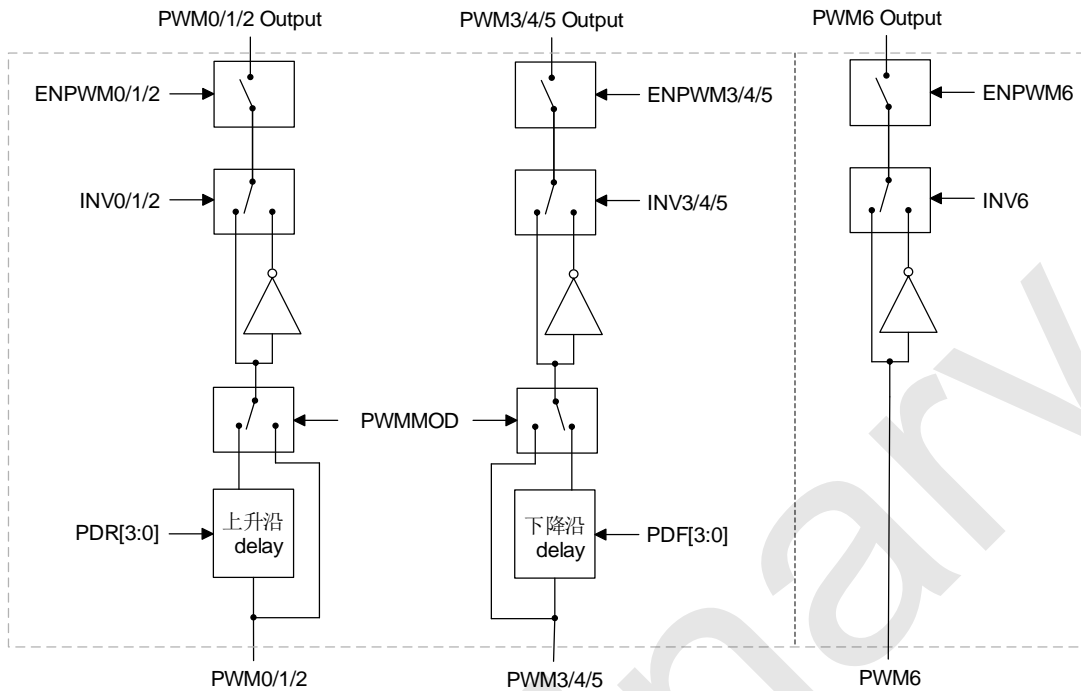 PWM0/1/2 Output
PWM3/4/5 Output
PWM6 Output
ENPWM0/1/2
ENPWM3/4/5
ENPWM6
INV0/1/2
INV3/4/5
INV6
PWMMOD
PDR[3:0]
上升沿
delay
下降沿
delay
PDF[3:0]
PWM0/1/2
PWM3/4/5
PWM6